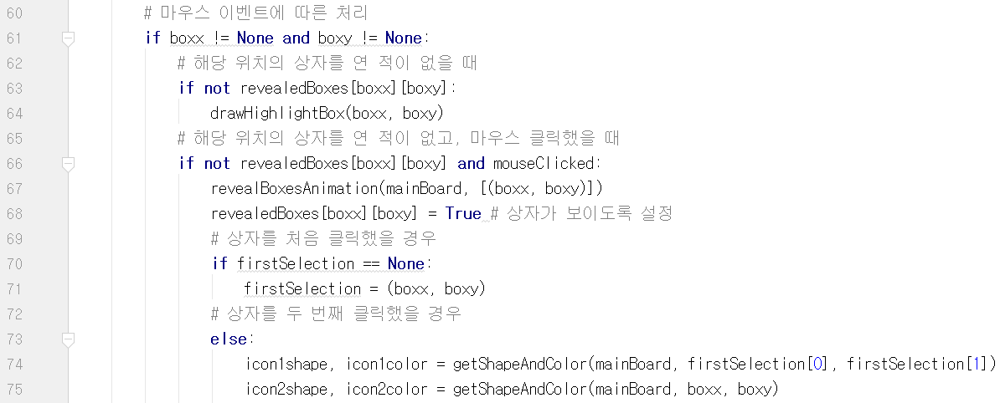 60 # 마우스 이벤트에 따른 처리
61 if boxx != None and boxy != None:
62 # 해당 위치의 상자를 연 적이 없을 때
63 if not revealedBoxes[boxx][boxy]:
64 drawHighlightBox(boxx, boxy)
65 # 해당 위치의 상자를 연 적이 없고, 마우스 클릭했을 때
66 if not revealedBoxes[boxx][boxy] and mouseClicked:
67 revealBoxesAnimation(mainBoard, [(boxx, boxy)])
68 revealedBoxes[boxx][boxy] = True # 상자가 보이도록 설정
69 # 상자를 처음 클릭했을 경우
70 if firstSelection == None:
71 firstSelection = (boxx, boxy)
72 # 상자를 두 번째 클릭했을 경우
73 else:
74 icon1shape, icon1color = getShapeAndColor(mainBoard, firstSelection[0], firstSelection[1])
75 icon2shape, icon2color = getShapeAndColor(mainBoard, boxx, boxy)